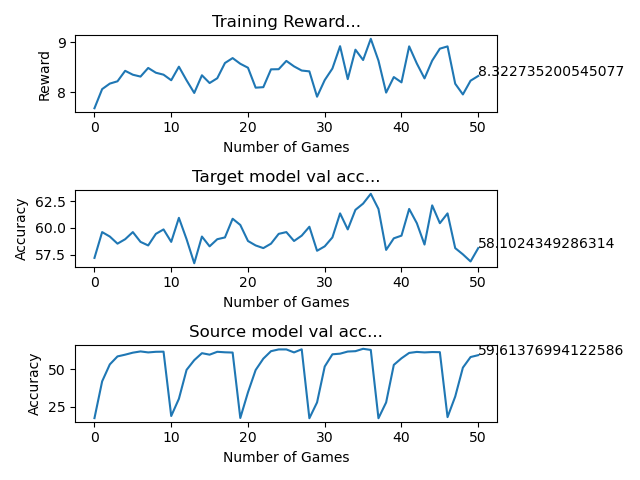 Training Reward...
9
8
Reward
8.322735200545077
0 10 20 30 40 50
Number of Games
Target model val acc...
62.5
60.0
57.5
Accuracy
58.1024349286314
0 10 20 30 40 50
Number of Games
Source model val acc...
59.61376994122586
50
25
Accuracy
0 10 20 30 40 50
Number of Games